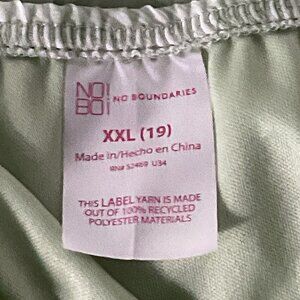 NO!
BO!
NO BOUNDARIES
XXL (19)
Made in/Hecho en China
RN# 52469 U34
THIS LABEL YARN IS MADE
OUT OF 100% RECYCLED
POLYESTER MATERIALS